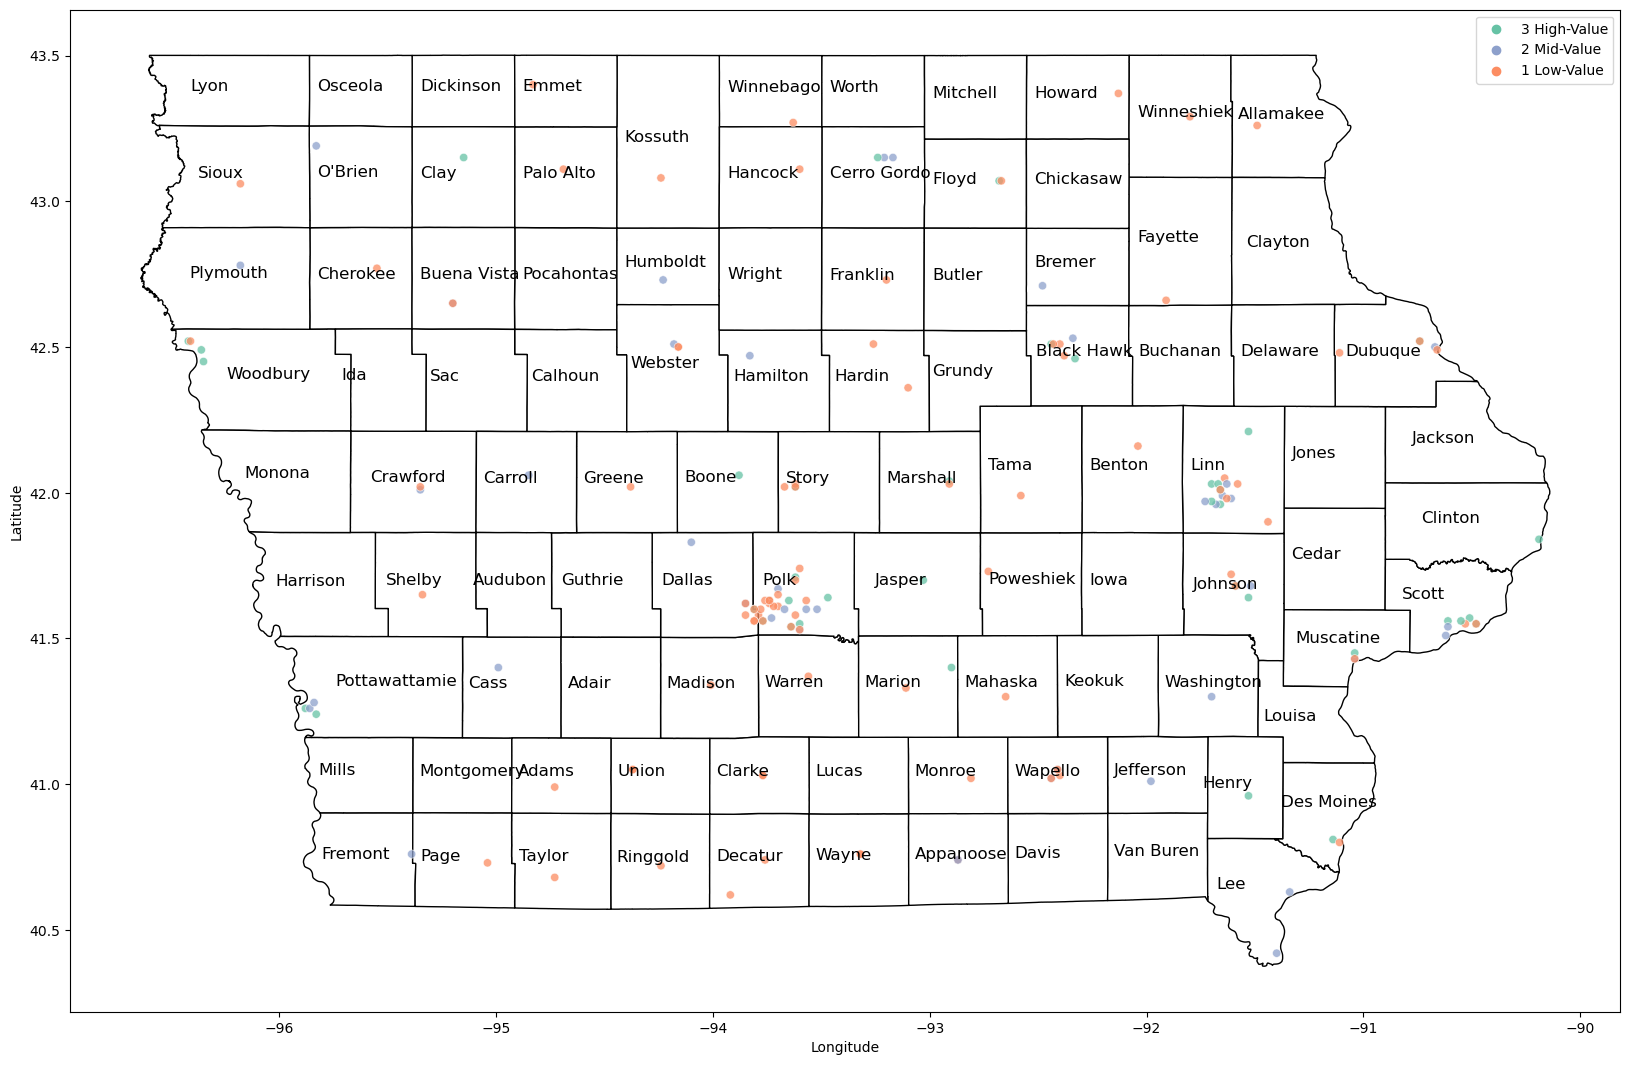 3 High-Value
2 Mid-Value
1 Low-Value
43.5
43.0
42.5
42.0
41.5
41.0
40.5
Latitude
Lyon Osceola Dickinson Emmet Winnebago Worth Mitchell Howard Winneshiek Allamakee
Kossuth
Sioux O'Brien Clay Palo Alto Hancock Cerro Gordo Floyd Chickasaw
Fayette Clayton
Plymouth Cherokee Buena Vista Pocahontas Humboldt Wright Franklin Butler Bremer
Woodbury Ida Sac Calhoun Webster Hamilton Hardin Grundy Black Hawk Buchanan Delaware Dubuque
Monona Crawford Carroll Greene Boone Story Marshall Tama Benton Linn Jones Jackson
Clinton
Harrison Shelby Audubon Guthrie Dallas Polk Jasper Poweshiek Iowa Johnson Cedar Scott
Muscatine
Pottawattamie Cass Adair Madison Warren Marion Mahaska Keokuk Washington
Louisa
Mills Montgomery Adams Union Clarke Lucas Monroe Wapello Jefferson Henry
Des Moines
Fremont Page Taylor Ringgold Decatur Wayne Appanoose Davis Van Buren
Lee
−96 −95 −94 −93 −92 −91 −90
Longitude